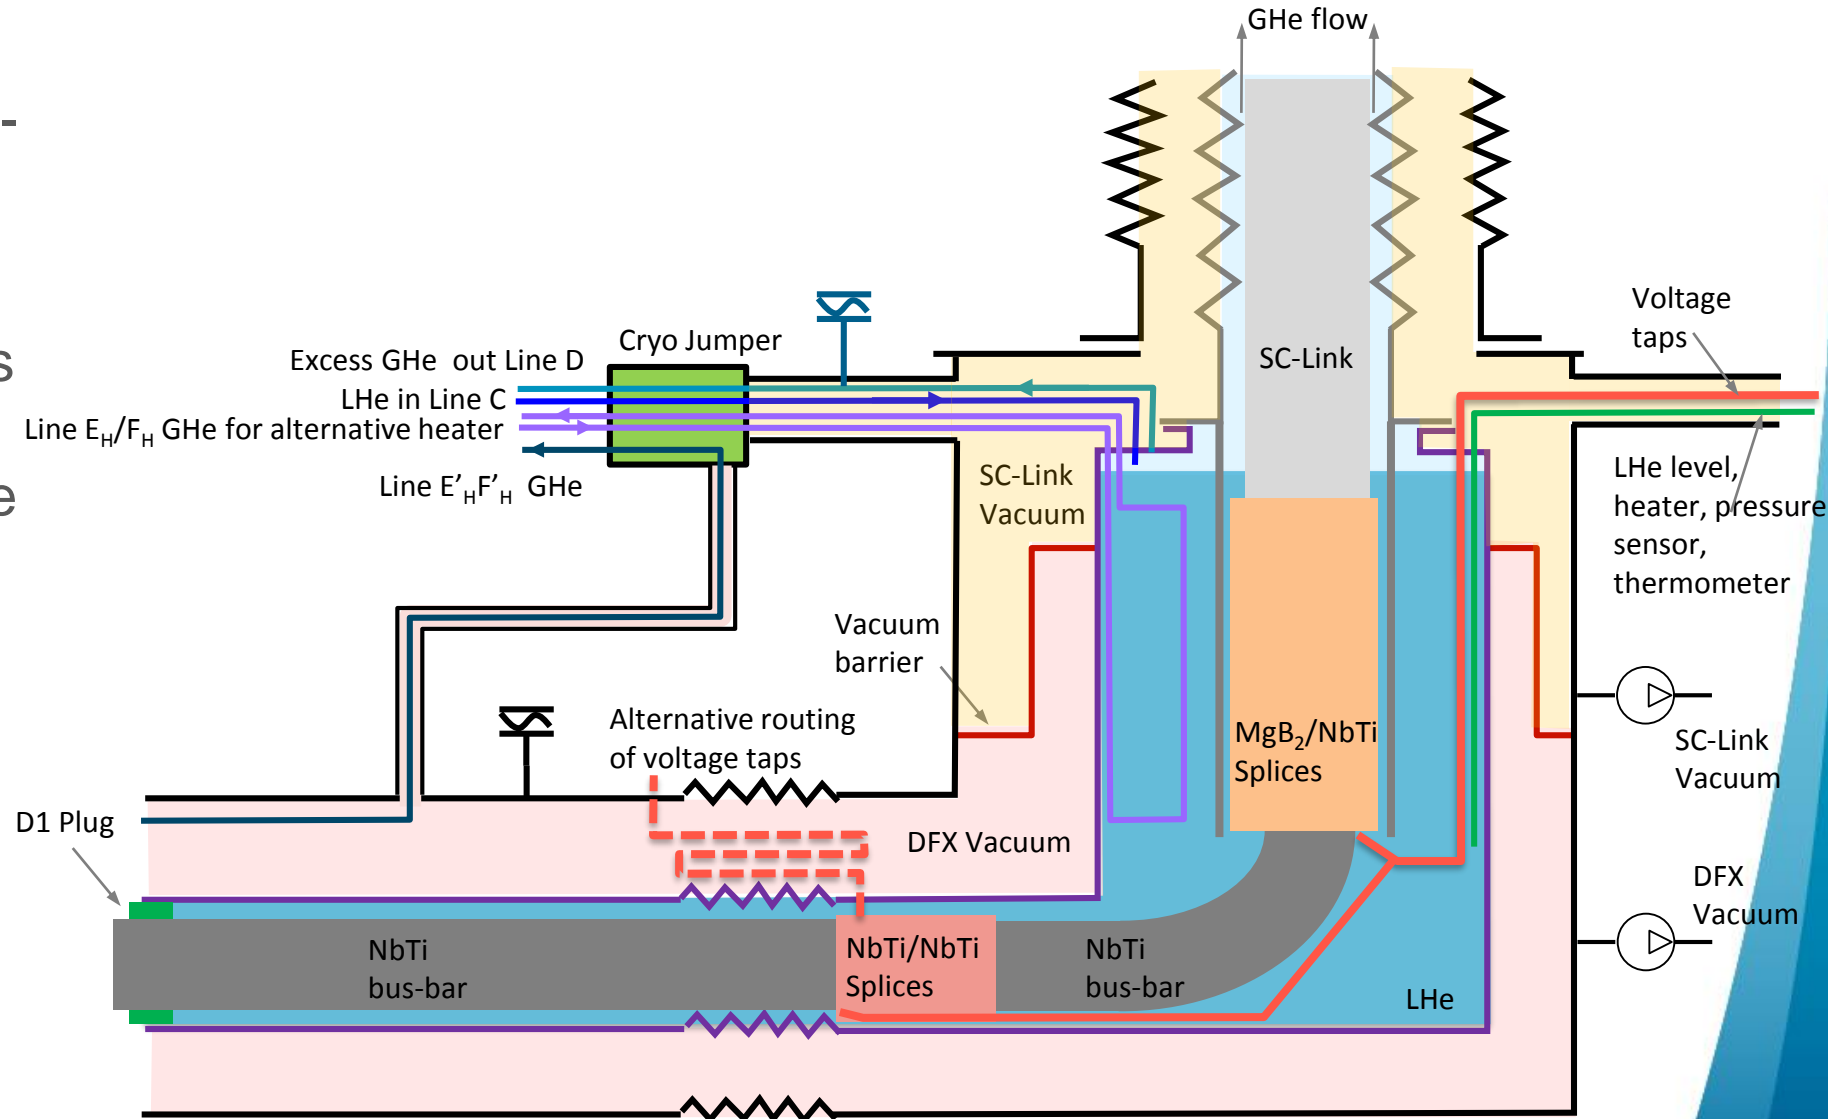 GHe flow
-
Voltage
taps
Cryo Jumper
SC-Link
Excess GHe out Line D
s
LHe in Line C
Line E_H/F_H GHe for alternative heater
LHe level,
heater, pressure
sensor,
thermometer
SC-Link
Vacuum
Line E’_HF’_H GHe
e
Vacuum
barrier
Alternative routing
of voltage taps
MgB₂/NbTi
Splices
SC-Link
Vacuum
D1 Plug
DFX Vacuum
DFX
Vacuum
NbTi
bus-bar
NbTi/NbTi
Splices
NbTi
bus-bar
LHe